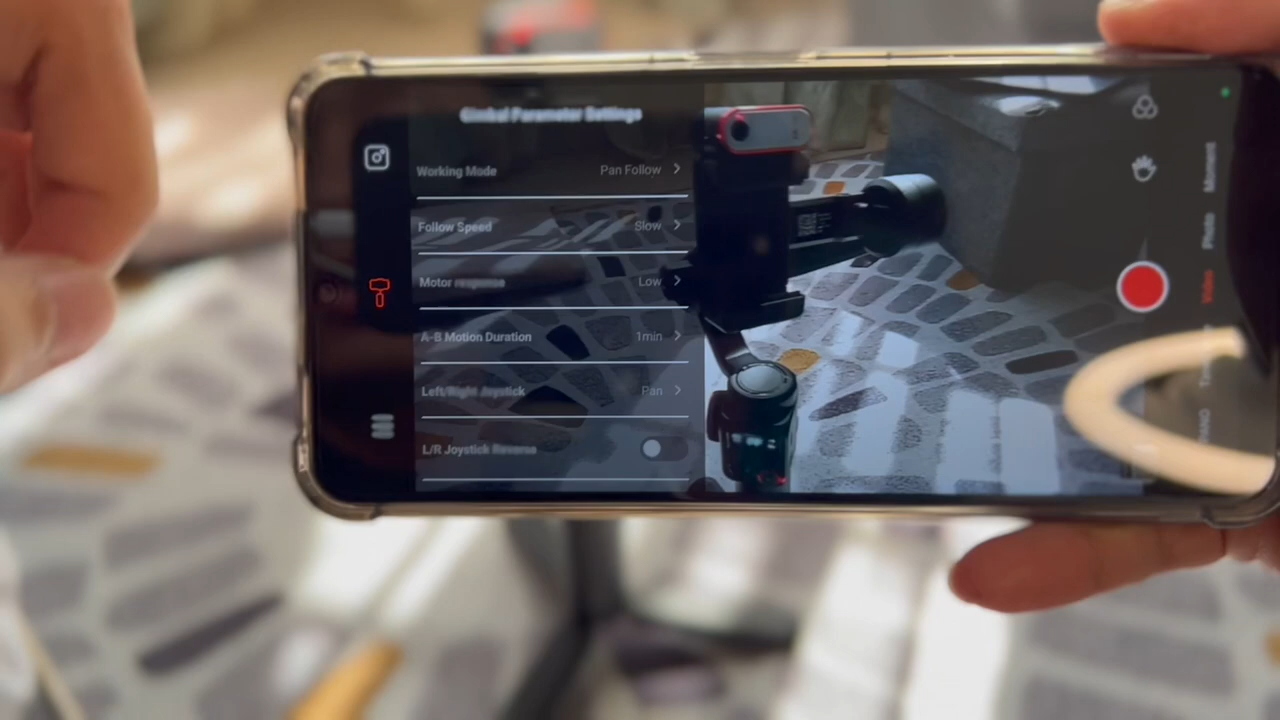 Gimbal Parameter Settings
Working Mode Pan Follow
Follow Speed Slow
Motor response Low
A-B Motion Duration 1min
Left/Right Joystick Pan
L/R Joystick Reverse
Moment
Photo
Video